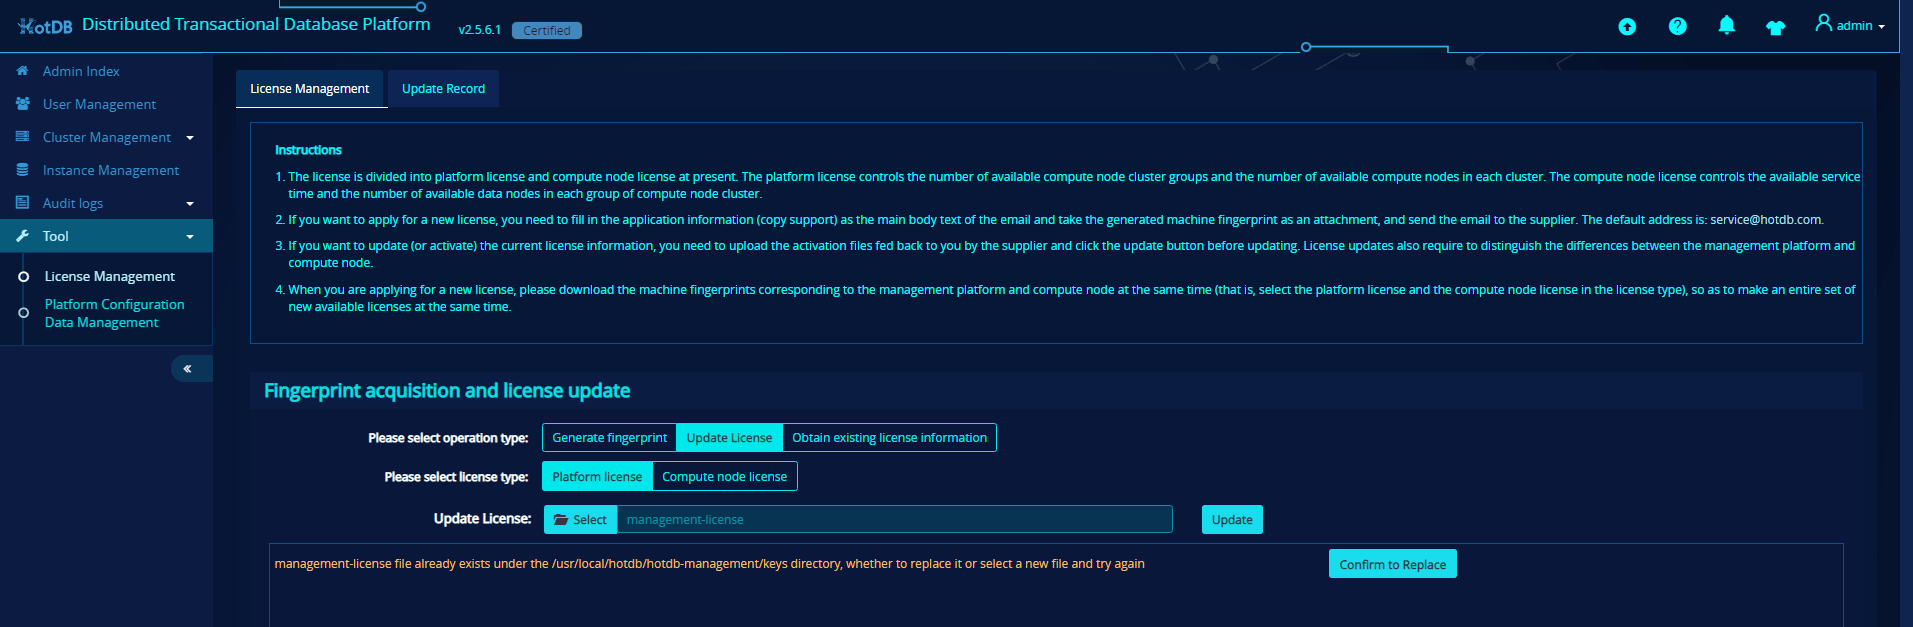 HotDB Distributed Transactional Database Platform v2.5.6.1 Certified
admin
Admin Index
User Management
Cluster Management
Instance Management
Audit logs
Tool
License Management
Platform Configuration
Data Management
«
License Management Update Record
Instructions
1. The license is divided into platform license and compute node license at present. The platform license controls the number of available compute node cluster groups and the number of available compute nodes in each cluster. The compute node license controls the available service
time and the number of available data nodes in each group of compute node cluster.
2. If you want to apply for a new license, you need to fill in the application information (copy support) as the main body text of the email and take the generated machine fingerprint as an attachment, and send the email to the supplier. The default address is: service@hotdb.com.
3. If you want to update (or activate) the current license information, you need to upload the activation files fed back to you by the supplier and click the update button before updating. License updates also require to distinguish the differences between the management platform and
compute node.
4. When you are applying for a new license, please download the machine fingerprints corresponding to the management platform and compute node at the same time (that is, select the platform license and the compute node license in the license type), so as to make an entire set of
new available licenses at the same time.
Fingerprint acquisition and license update
Please select operation type: Generate fingerprint Update License Obtain existing license information
Please select license type: Platform license Compute node license
Update License: Select management-license Update
management-license file already exists under the /usr/local/hotdb/hotdb-management/keys directory, whether to replace it or select a new file and try again Confirm to Replace